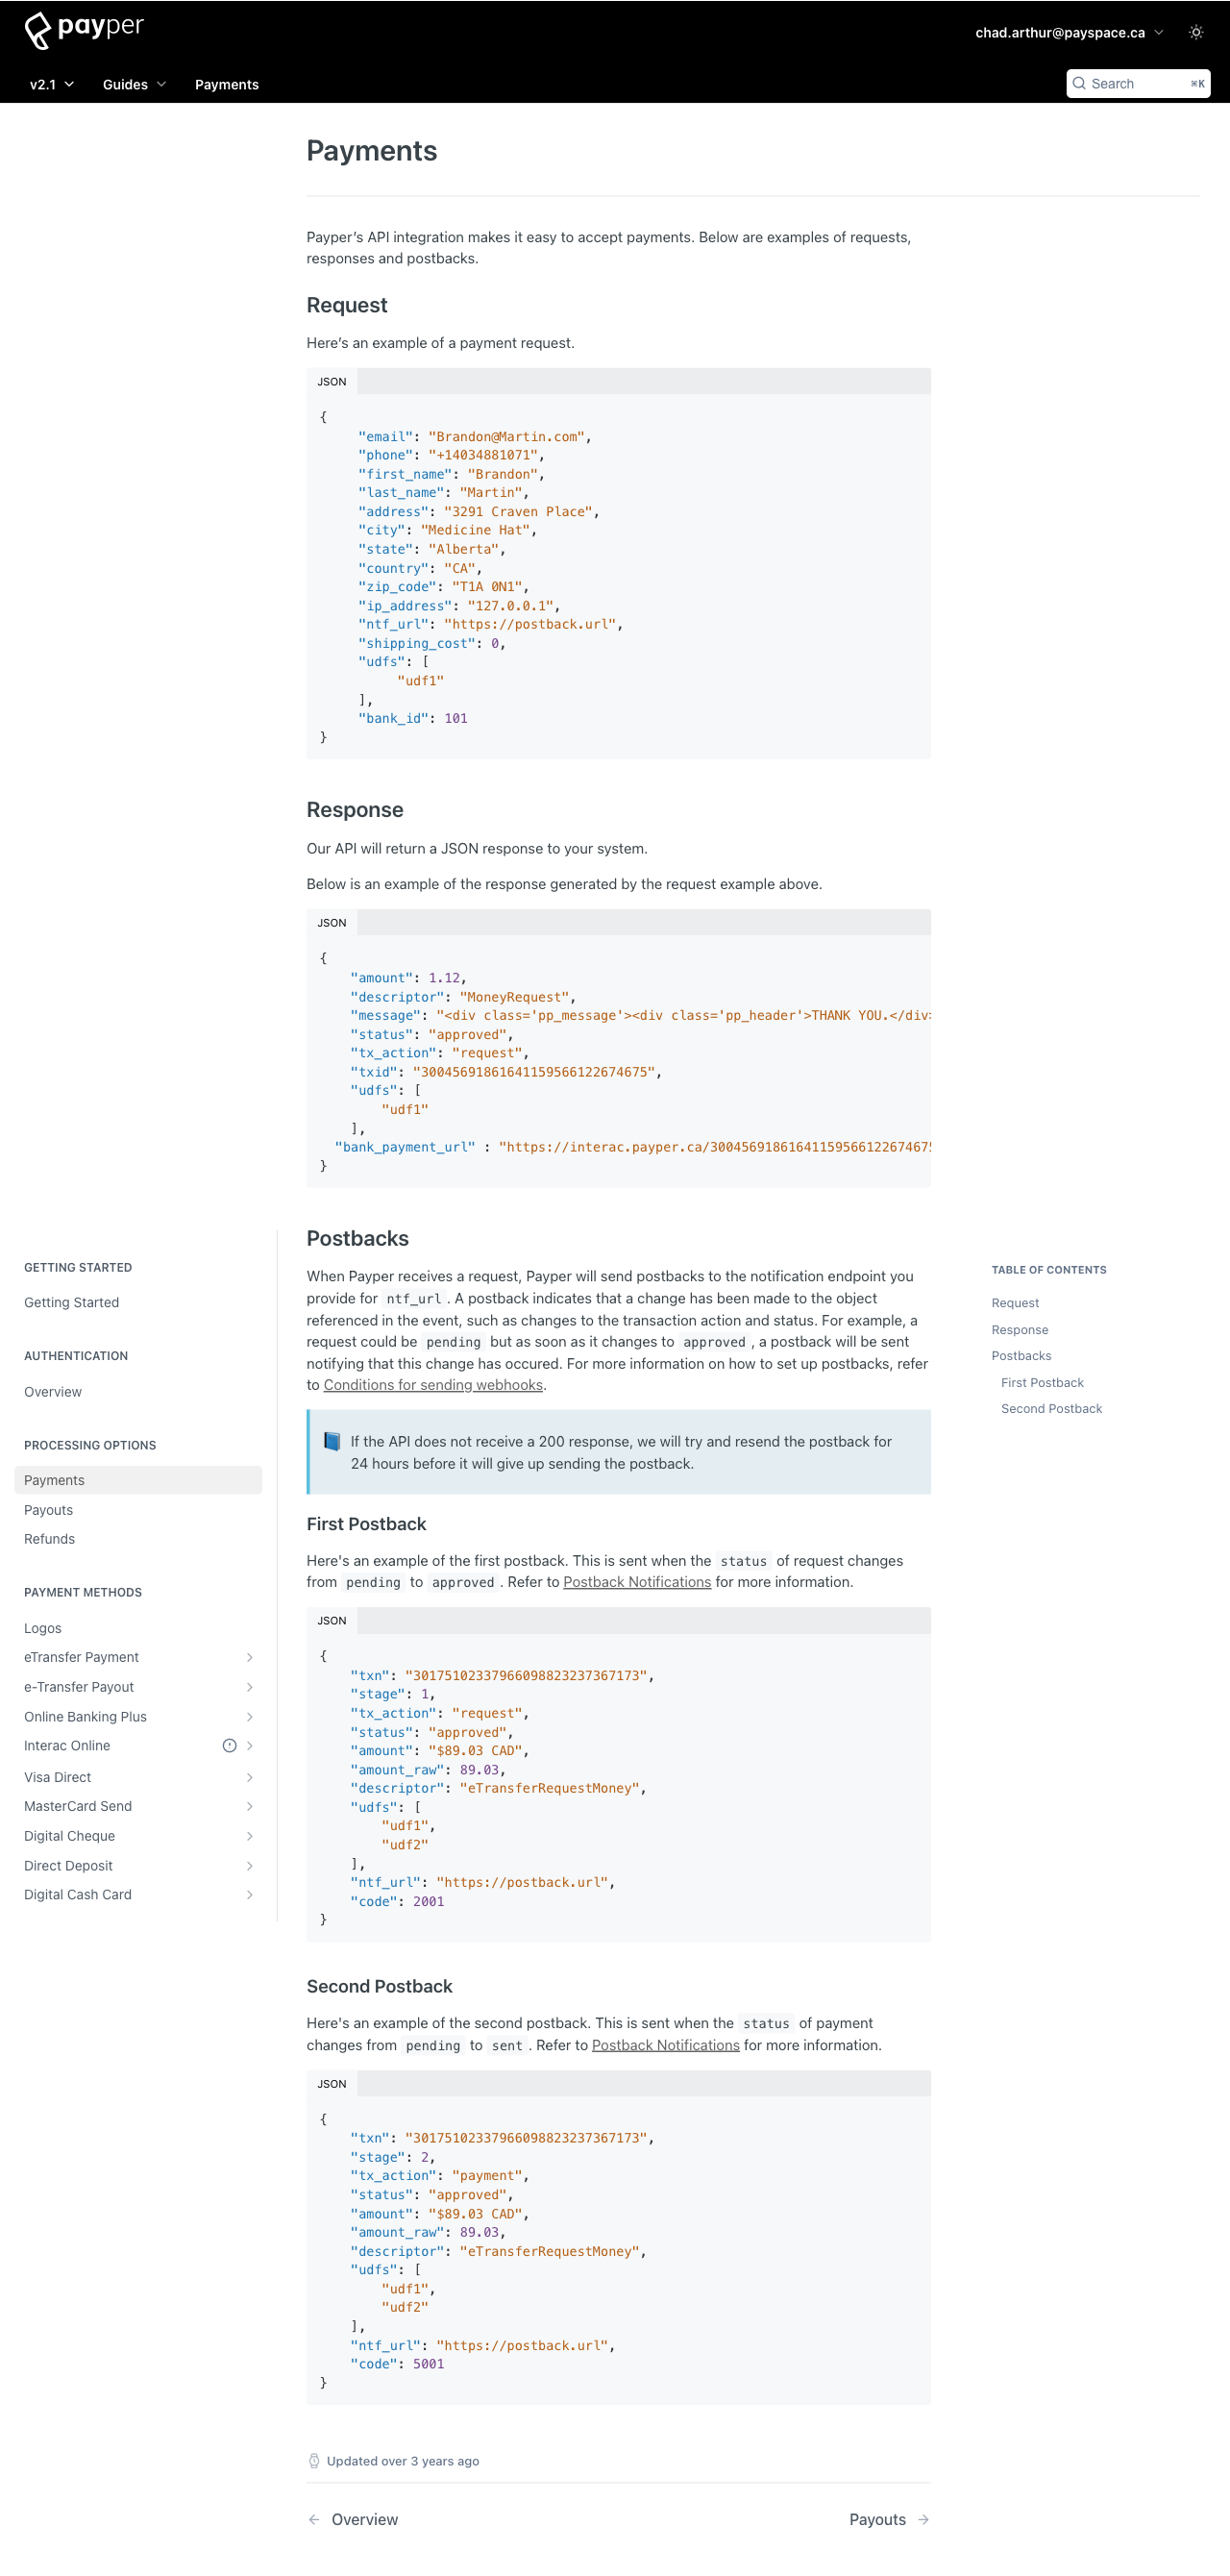 payper
chad.arthur@payspace.ca
v2.1 Guides Payments
Search ⌘K
Payments
Payper’s API integration makes it easy to accept payments. Below are examples of requests,
responses and postbacks.
Request
Here’s an example of a payment request.
JSON
{
"email": "Brandon@Martin.com",
"phone": "+14034881071",
"first_name": "Brandon",
"last_name": "Martin",
"address": "3291 Craven Place",
"city": "Medicine Hat",
"state": "Alberta",
"country": "CA",
"zip_code": "T1A 0N1",
"ip_address": "127.0.0.1",
"ntf_url": "https://postback.url",
"shipping_cost": 0,
"udfs": [
"udf1"
],
"bank_id": 101
}
Response
Our API will return a JSON response to your system.
Below is an example of the response generated by the request example above.
JSON
{
"amount": 1.12,
"descriptor": "MoneyRequest",
"message": "<div class='pp_message'><div class='pp_header'>THANK YOU.</div>
"status": "approved",
"tx_action": "request",
"txid": "30045691861641159566122674675",
"udfs": [
"udf1"
],
"bank_payment_url" : "https://interac.payper.ca/30045691861641159566122674675
}
GETTING STARTED
Getting Started
AUTHENTICATION
Overview
PROCESSING OPTIONS
Payments
Payouts
Refunds
PAYMENT METHODS
Logos
eTransfer Payment
e-Transfer Payout
Online Banking Plus
Interac Online
Visa Direct
MasterCard Send
Digital Cheque
Direct Deposit
Digital Cash Card
Postbacks
When Payper receives a request, Payper will send postbacks to the notification endpoint you
provide for ntf_url. A postback indicates that a change has been made to the object
referenced in the event, such as changes to the transaction action and status. For example, a
request could be pending but as soon as it changes to approved, a postback will be sent
notifying that this change has occured. For more information on how to set up postbacks, refer
to Conditions for sending webhooks.
If the API does not receive a 200 response, we will try and resend the postback for
24 hours before it will give up sending the postback.
First Postback
Here's an example of the first postback. This is sent when the status of request changes
from pending to approved. Refer to Postback Notifications for more information.
JSON
{
"txn": "30175102337966098823237367173",
"stage": 1,
"tx_action": "request",
"status": "approved",
"amount": "$89.03 CAD",
"amount_raw": 89.03,
"descriptor": "eTransferRequestMoney",
"udfs": [
"udf1",
"udf2"
],
"ntf_url": "https://postback.url",
"code": 2001
}
Second Postback
Here's an example of the second postback. This is sent when the status of payment
changes from pending to sent. Refer to Postback Notifications for more information.
JSON
{
"txn": "30175102337966098823237367173",
"stage": 2,
"tx_action": "payment",
"status": "approved",
"amount": "$89.03 CAD",
"amount_raw": 89.03,
"descriptor": "eTransferRequestMoney",
"udfs": [
"udf1",
"udf2"
],
"ntf_url": "https://postback.url",
"code": 5001
}
Updated over 3 years ago
Overview
Payouts
TABLE OF CONTENTS
Request
Response
Postbacks
First Postback
Second Postback